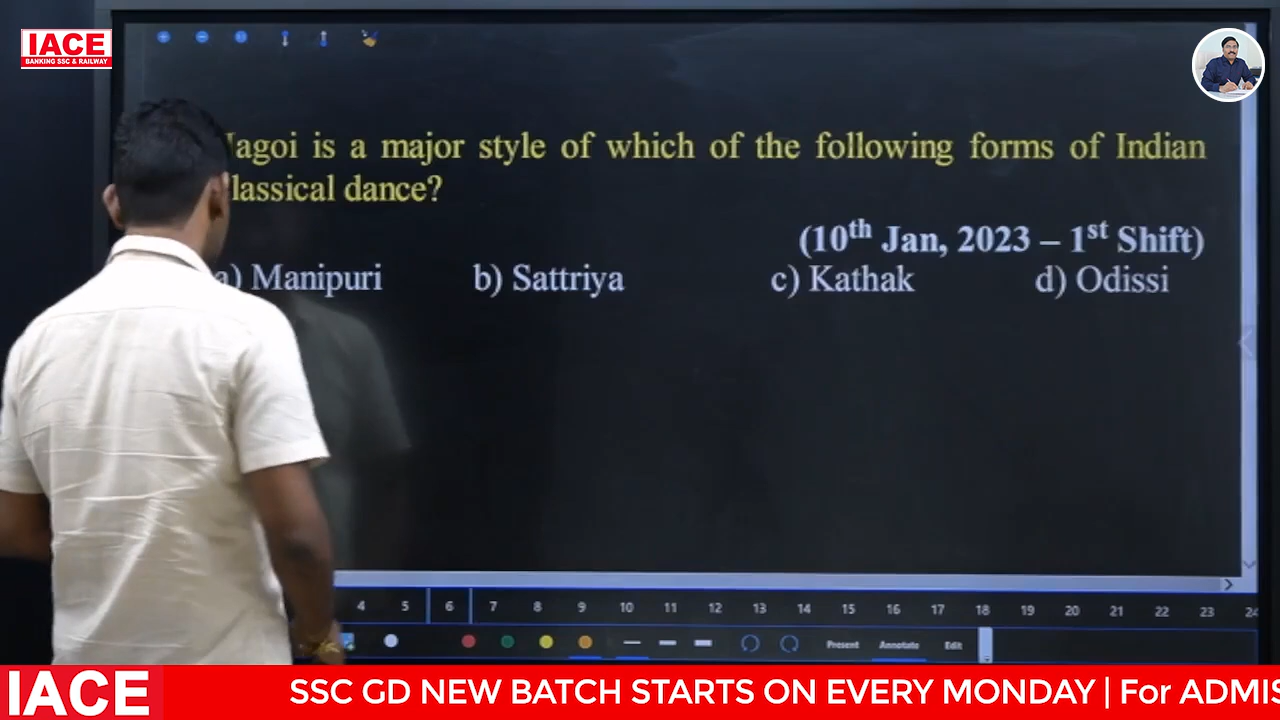 IACE
BANKING SSC & RAILWAY
is a major style of which of the following forms of Indian
dance?
(10th Jan, 2023 – 1st Shift)
a) Manipuri b) Sattriya c) Kathak d) Odissi
4 5 6 7 8 9 10 11 12 13 14 15 16 17 18 19 20 21 22 23 24
Present Annotate Edit
IACE SSC GD NEW BATCH STARTS ON EVERY MONDAY | For